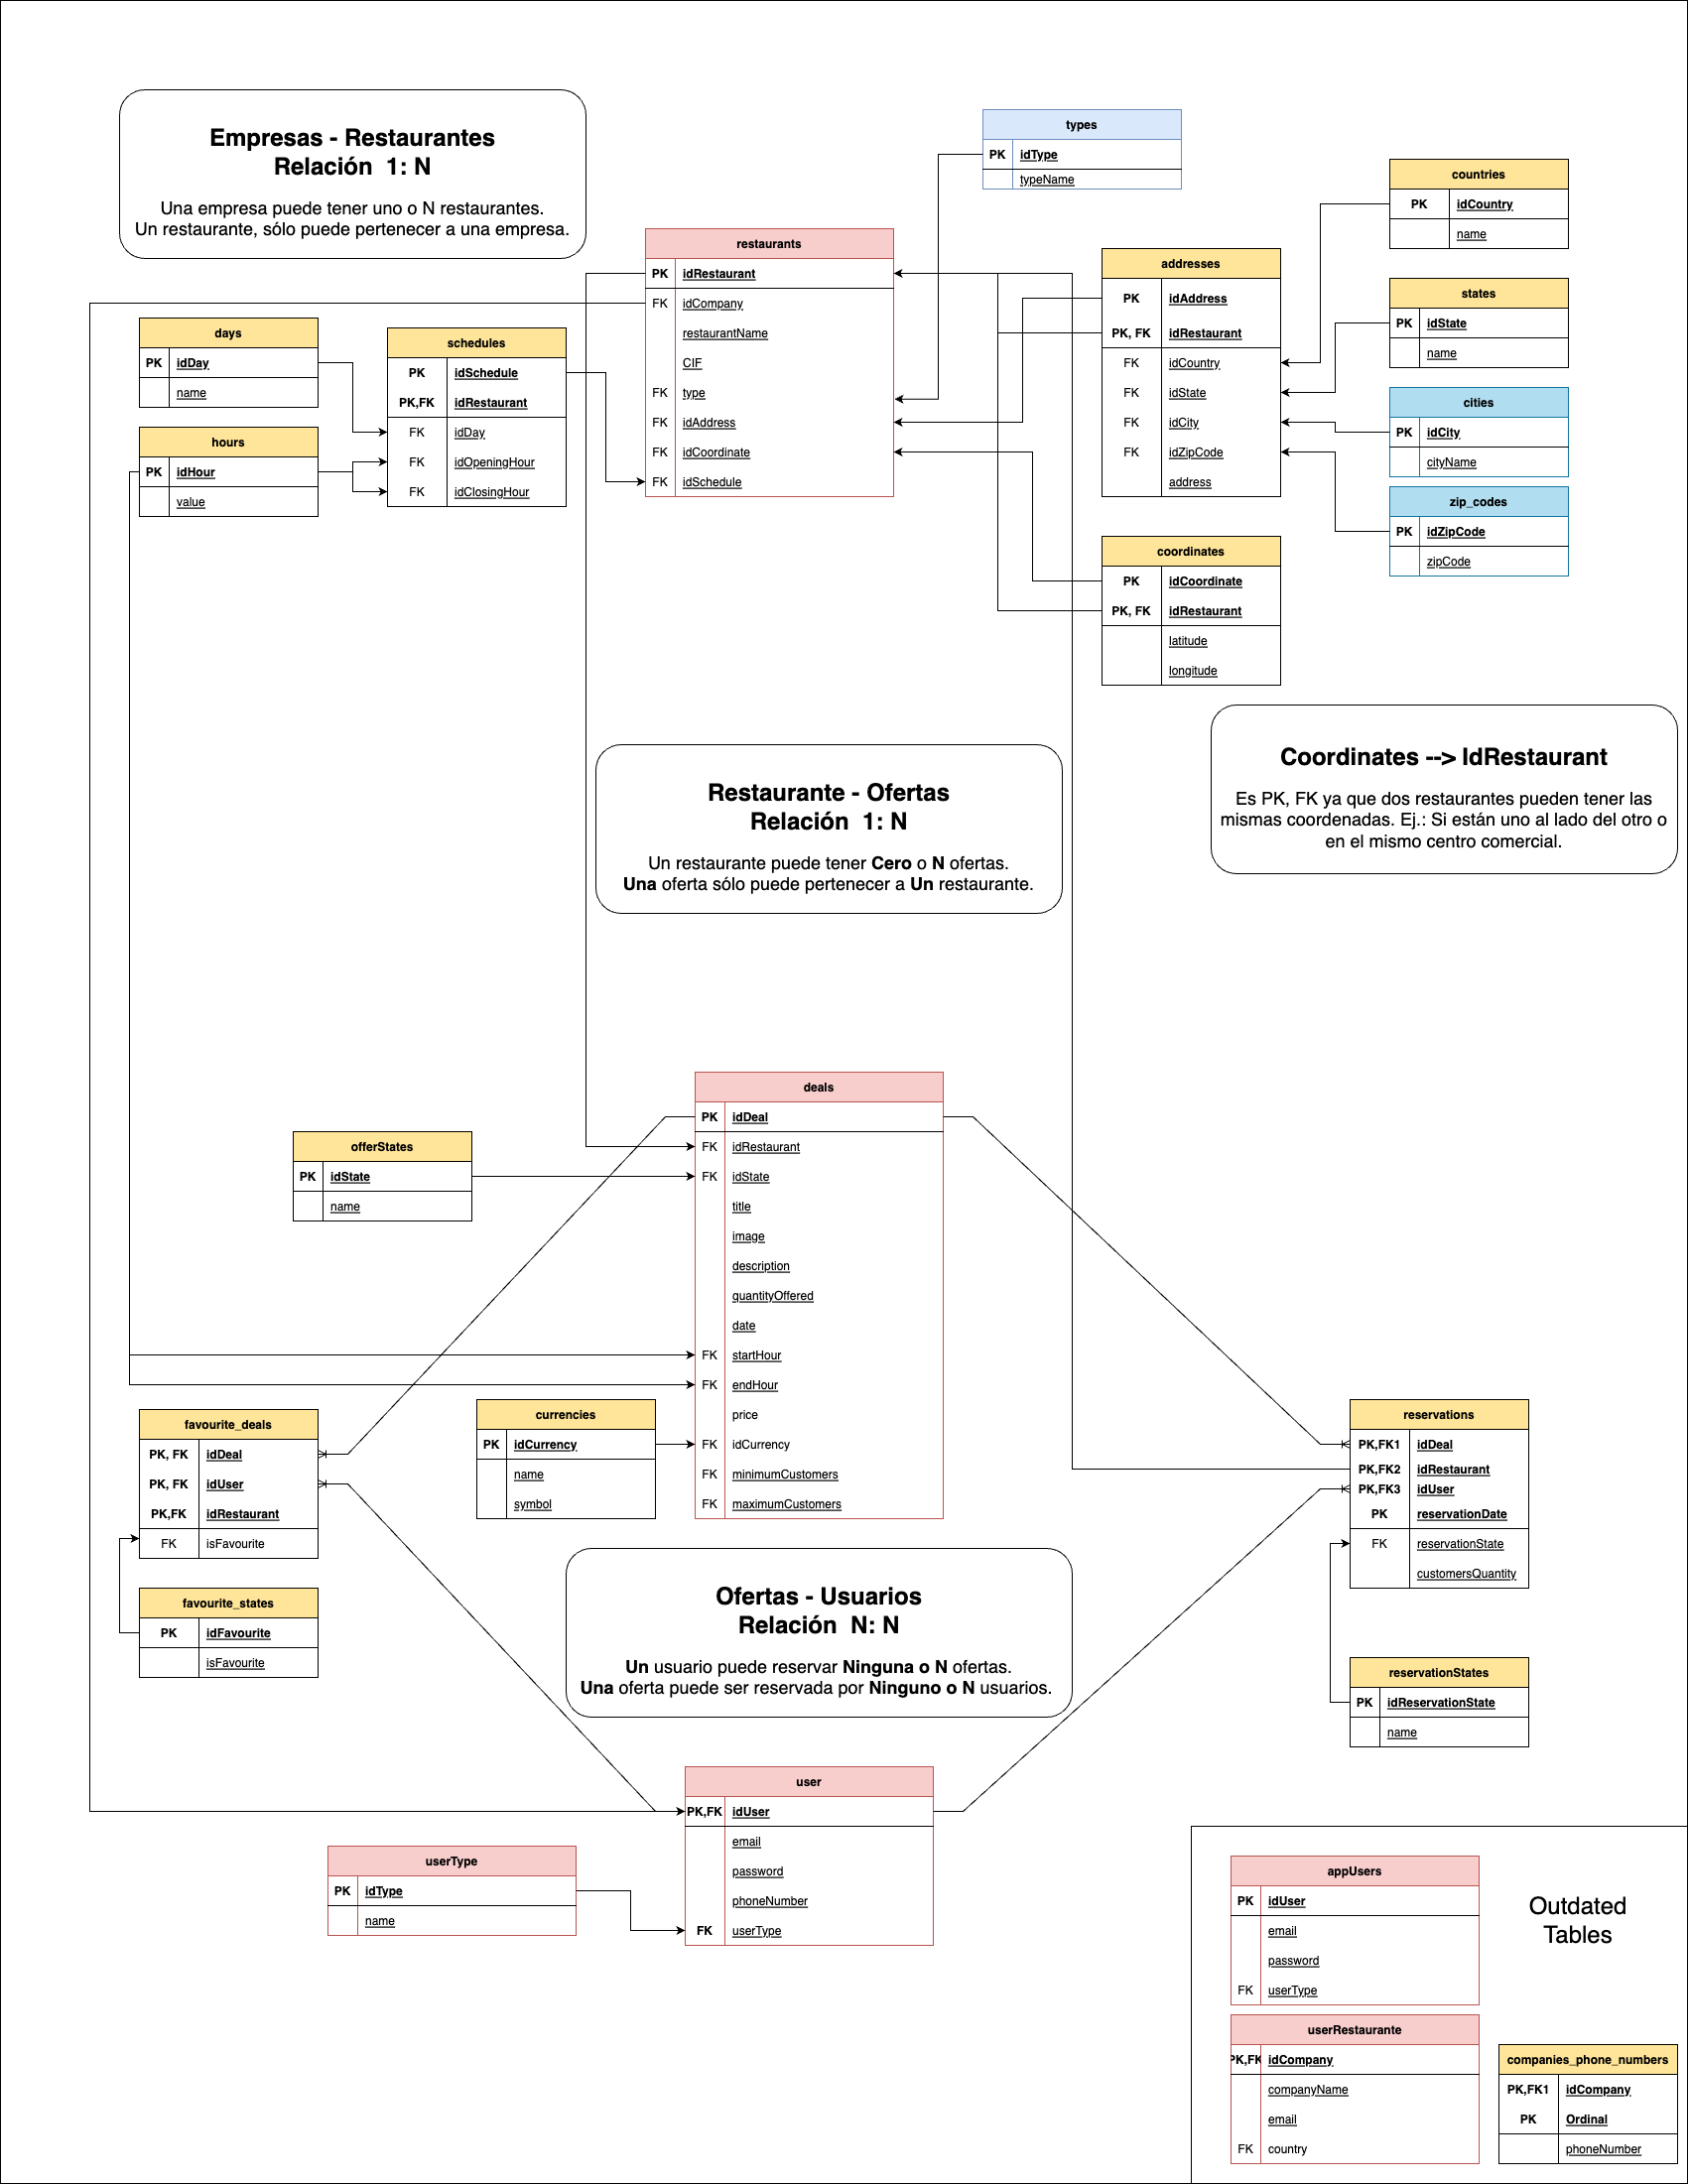 Empresas - Restaurantes
Relación 1: N
Una empresa puede tener uno o N restaurantes.
Un restaurante, sólo puede pertenecer a una empresa.
types
PK idType
typeName
countries
PK idCountry
name
restaurants
PK idRestaurant
FK idCompany
restaurantName
CIF
FK type
FK idAddress
FK idCoordinate
FK idSchedule
addresses
PK idAddress
PK, FK idRestaurant
FK idCountry
FK idState
FK idCity
FK idZipCode
address
states
PK idState
name
days
PK idDay
name
schedules
PK idSchedule
PK,FK idRestaurant
FK idDay
FK idOpeningHour
FK idClosingHour
cities
PK idCity
cityName
hours
PK idHour
value
zip_codes
PK idZipCode
zipCode
coordinates
PK idCoordinate
PK, FK idRestaurant
latitude
longitude
Coordinates --> IdRestaurant
Es PK, FK ya que dos restaurantes pueden tener las
mismas coordenadas. Ej.: Si están uno al lado del otro o
en el mismo centro comercial.
Restaurante - Ofertas
Relación 1: N
Un restaurante puede tener Cero o N ofertas.
Una oferta sólo puede pertenecer a Un restaurante.
deals
PK idDeal
FK idRestaurant
FK idState
title
image
description
quantityOffered
date
FK startHour
FK endHour
price
FK idCurrency
FK minimumCustomers
FK maximumCustomers
offerStates
PK idState
name
currencies
PK idCurrency
name
symbol
reservations
PK,FK1 idDeal
PK,FK2 idRestaurant
PK,FK3 idUser
PK reservationDate
FK reservationState
customersQuantity
favourite_deals
PK, FK idDeal
PK, FK idUser
PK,FK idRestaurant
FK isFavourite
favourite_states
PK idFavourite
isFavourite
Ofertas - Usuarios
Relación N: N
Un usuario puede reservar Ninguna o N ofertas.
Una oferta puede ser reservada por Ninguno o N usuarios.
reservationStates
PK idReservationState
name
user
PK,FK idUser
email
password
phoneNumber
FK userType
userType
PK idType
name
Outdated
Tables
appUsers
PK idUser
email
password
FK userType
userRestaurante
PK,FK idCompany
companyName
email
FK country
companies_phone_numbers
PK,FK1 idCompany
PK Ordinal
phoneNumber